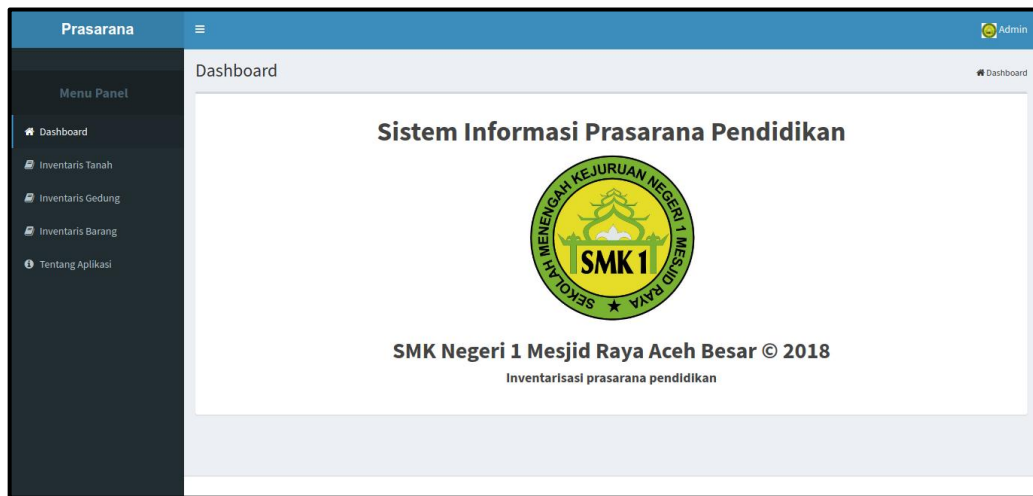 Prasarana
Admin
Menu Panel
Dashboard
Inventaris Tanah
Inventaris Gedung
Inventaris Barang
Tentang Aplikasi
Dashboard
Dashboard
Sistem Informasi Prasarana Pendidikan
SEKOLAH MENENGAH KEJURUAN NEGERI 1 MESJID RAYA
SMK 1
SMK Negeri 1 Mesjid Raya Aceh Besar © 2018
Inventarisasi prasarana pendidikan